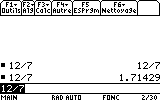 F1▾ F2▾ F3▾ F4▾ F5 F6▾
Outils Alg Calc Autre ESPrgm Nettoyage
■ 12/7 12/7
■ 12/7 1.71429
12/7
MAIN RAD AUTO FONC 2/30